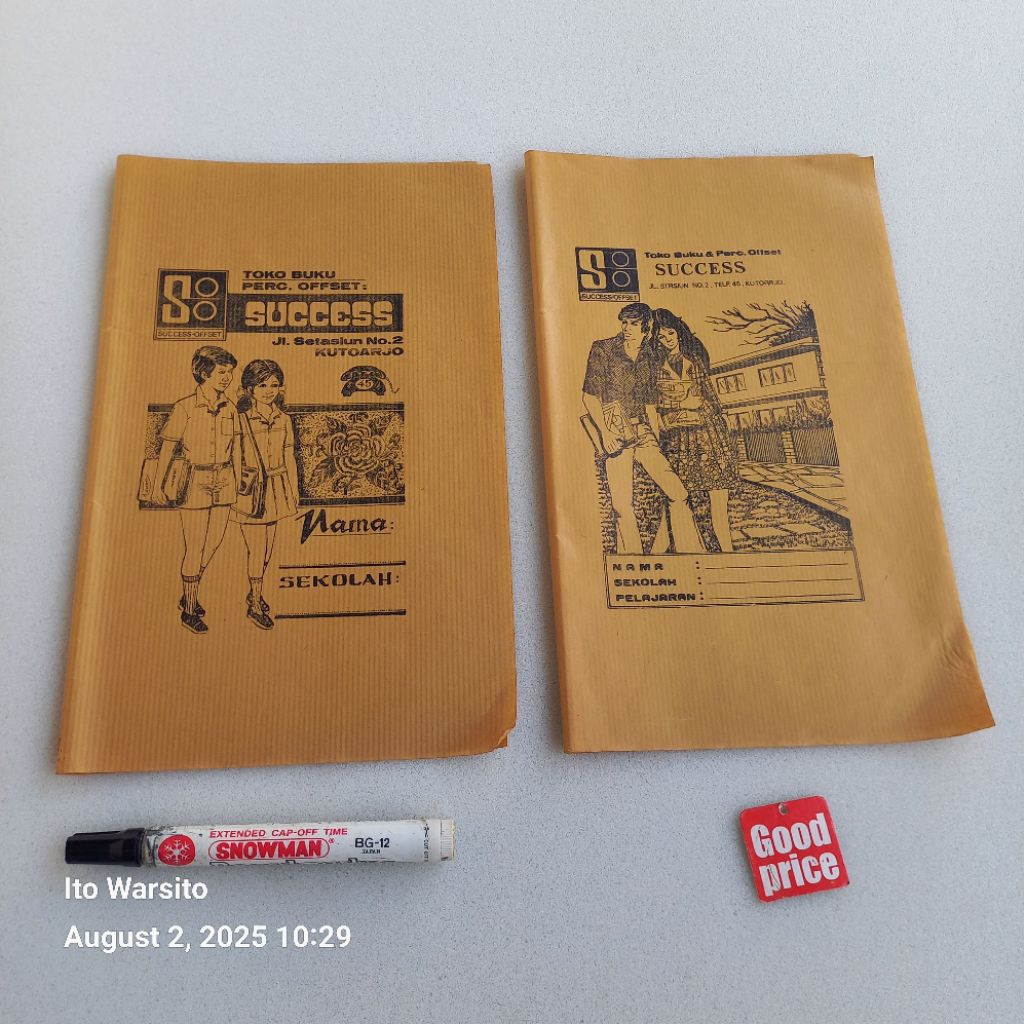 S
SUCCESS-OFFSET
TOKO BUKU
PERC. OFFSET:
SUCCESS
Jl. Setasiun No.2
KUTOARJO
45
Nama:
SEKOLAH:
S
SUCCESS-OFFSET
Toko Buku & Perc. Offset
SUCCESS
JL. STASIUN NO.2, TELP. 45, KUTOARJO.
NAMA :
SEKOLAH :
PELAJARAN :
EXTENDED CAP-OFF TIME
SNOWMAN®
BG-12
JAPAN
Good
price
Ito Warsito
August 2, 2025 10:29